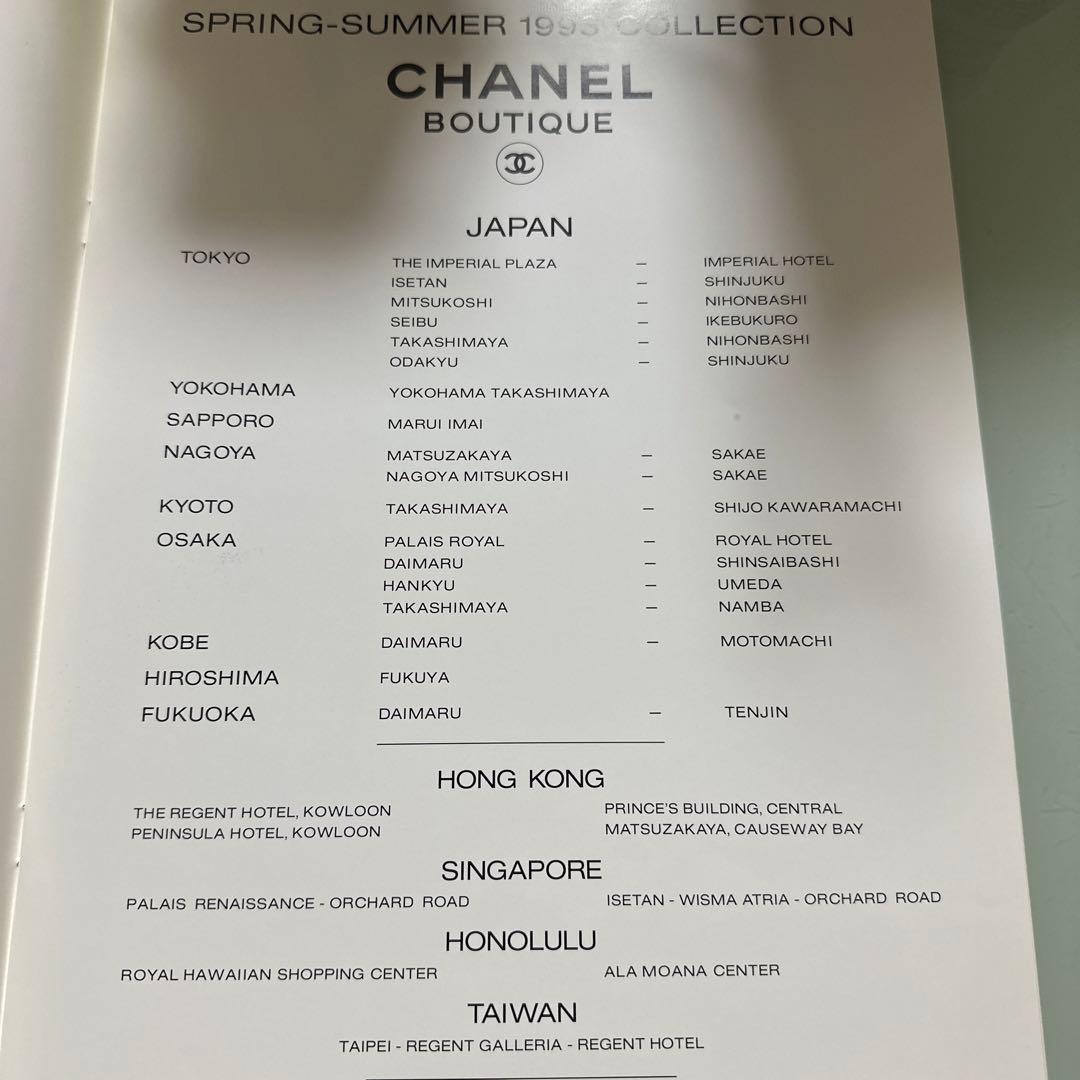 SPRING-SUMMER 1993 COLLECTION
CHANEL
BOUTIQUE
JAPAN
TOKYO THE IMPERIAL PLAZA — IMPERIAL HOTEL
ISETAN — SHINJUKU
MITSUKOSHI — NIHONBASHI
SEIBU — IKEBUKURO
TAKASHIMAYA — NIHONBASHI
ODAKYU — SHINJUKU
YOKOHAMA YOKOHAMA TAKASHIMAYA
SAPPORO MARUI IMAI
NAGOYA MATSUZAKAYA — SAKAE
NAGOYA MITSUKOSHI — SAKAE
KYOTO TAKASHIMAYA — SHIJO KAWARAMACHI
OSAKA PALAIS ROYAL — ROYAL HOTEL
DAIMARU — SHINSAIBASHI
HANKYU — UMEDA
TAKASHIMAYA — NAMBA
KOBE DAIMARU — MOTOMACHI
HIROSHIMA FUKUYA
FUKUOKA DAIMARU — TENJIN
HONG KONG
THE REGENT HOTEL, KOWLOON PRINCE'S BUILDING, CENTRAL
PENINSULA HOTEL, KOWLOON MATSUZAKAYA, CAUSEWAY BAY
SINGAPORE
PALAIS RENAISSANCE - ORCHARD ROAD ISETAN - WISMA ATRIA - ORCHARD ROAD
HONOLULU
ROYAL HAWAIIAN SHOPPING CENTER ALA MOANA CENTER
TAIWAN
TAIPEI - REGENT GALLERIA - REGENT HOTEL